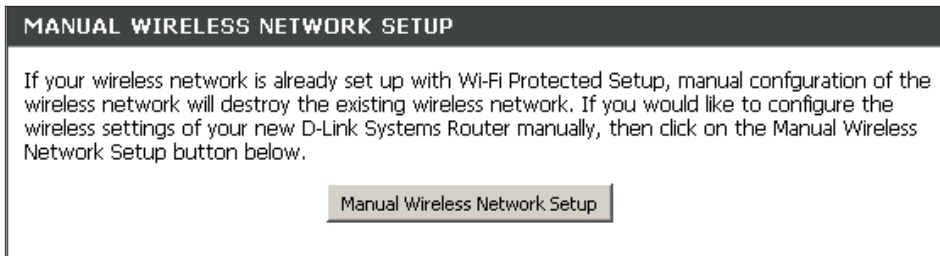 MANUAL WIRELESS NETWORK SETUP
If your wireless network is already set up with Wi-Fi Protected Setup, manual confguration of the
wireless network will destroy the existing wireless network. If you would like to configure the
wireless settings of your new D-Link Systems Router manually, then click on the Manual Wireless
Network Setup button below.
Manual Wireless Network Setup